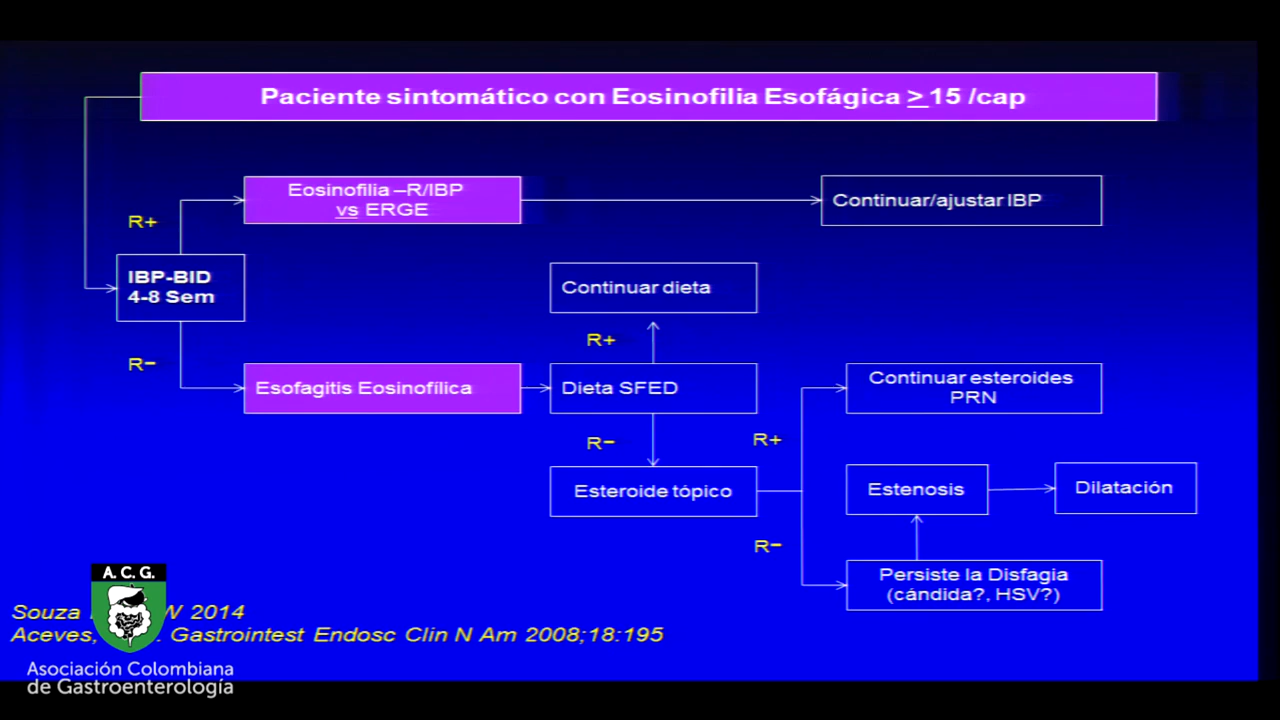 Paciente sintomático con Eosinofilia Esofágica > 15 /cap
Eosinofilia –R/IBP
vs ERGE
Continuar/ajustar IBP
R+
IBP-BID
4-8 Sem
Continuar dieta
R+
R−
Esofagitis Eosinofílica
Dieta SFED
Continuar esteroides
PRN
R−
R+
Esteroide tópico
Estenosis
Dilatación
R−
Persiste la Disfagia
(cándida?, HSV?)
A. C. G.
Souza W 2014
Aceves, . Gastrointest Endosc Clin N Am 2008;18:195
Asociación Colombiana
de Gastroenterología